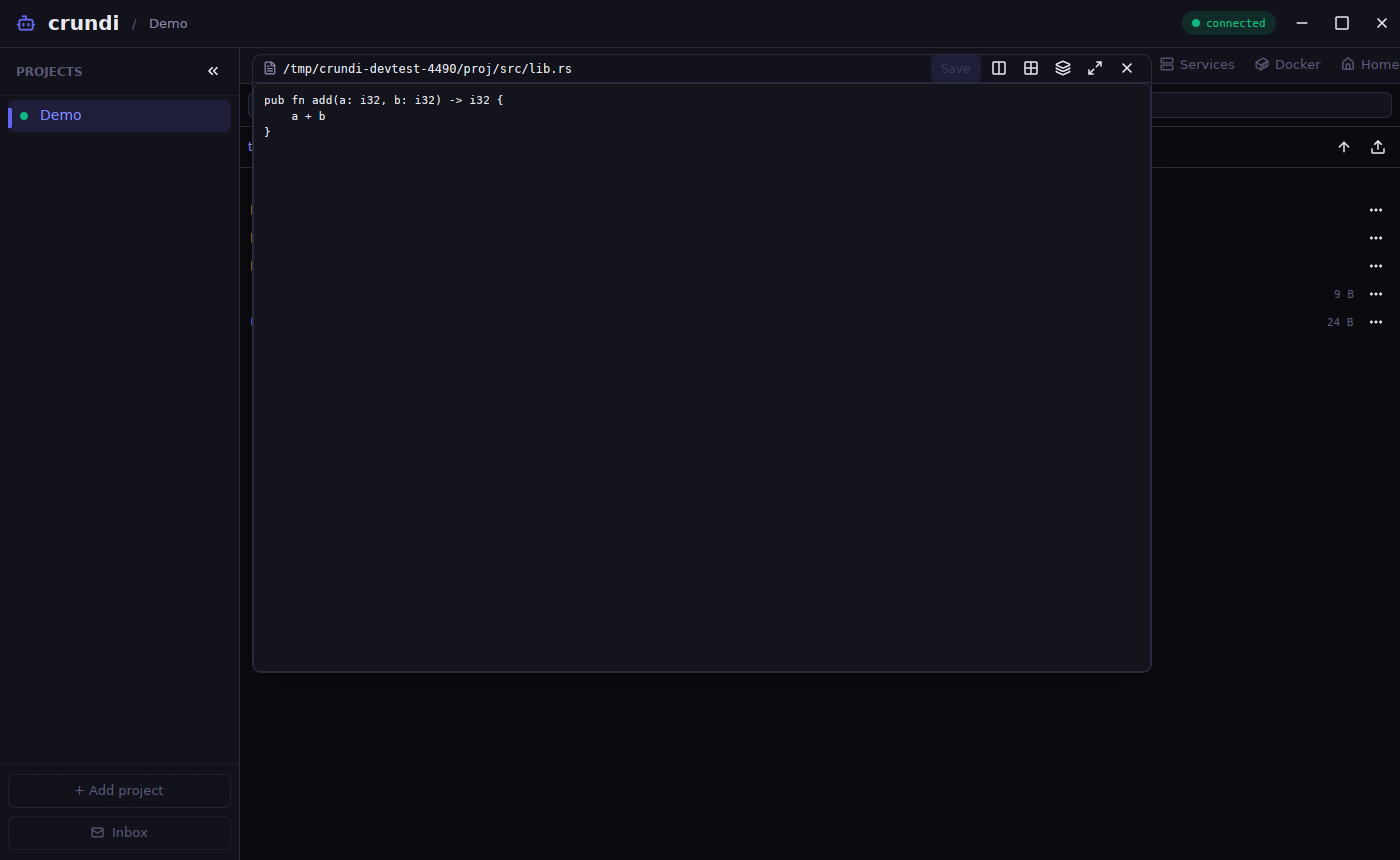 crundi / Demo
connected
PROJECTS
Demo
/tmp/crundi-devtest-4490/proj/src/lib.rs
Save
Services
Docker
Home
pub fn add(a: i32, b: i32) -> i32 {
    a + b
}
9 B
24 B
+ Add project
Inbox